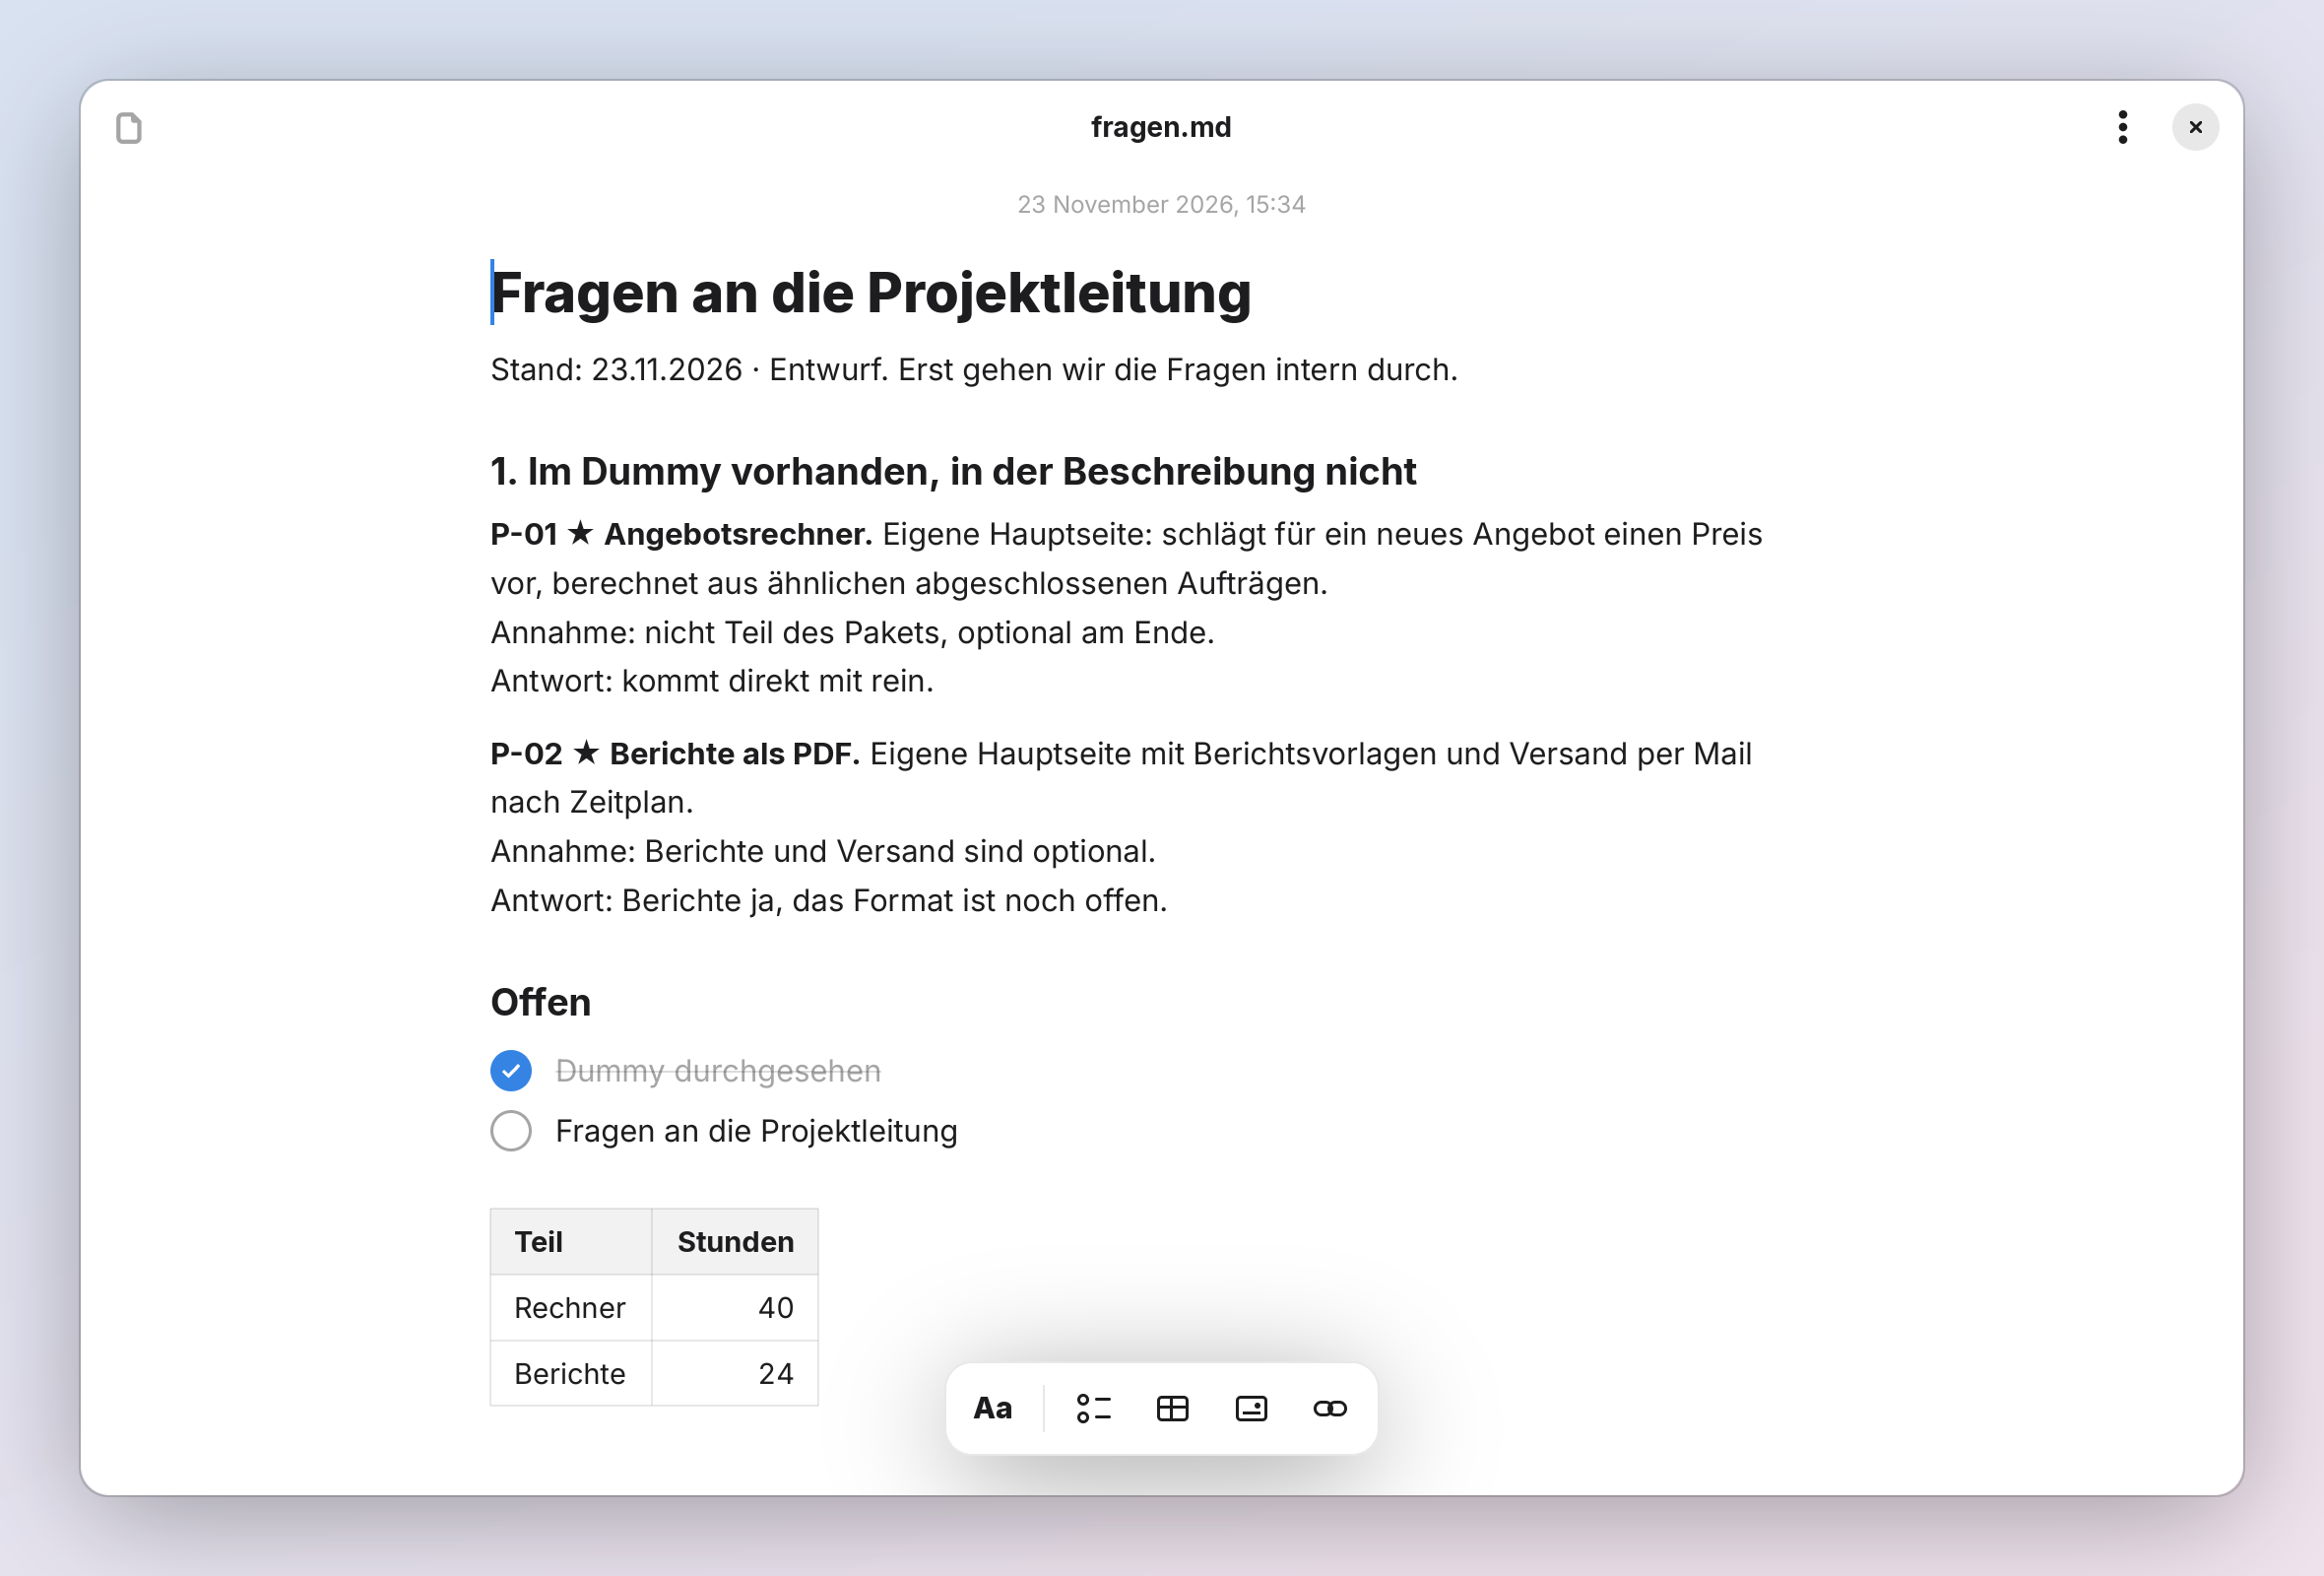 fragen.md
23 November 2026, 15:34
Fragen an die Projektleitung
Stand: 23.11.2026 · Entwurf. Erst gehen wir die Fragen intern durch.
1. Im Dummy vorhanden, in der Beschreibung nicht
P-01 ★ Angebotsrechner. Eigene Hauptseite: schlägt für ein neues Angebot einen Preis
vor, berechnet aus ähnlichen abgeschlossenen Aufträgen.
Annahme: nicht Teil des Pakets, optional am Ende.
Antwort: kommt direkt mit rein.
P-02 ★ Berichte als PDF. Eigene Hauptseite mit Berichtsvorlagen und Versand per Mail
nach Zeitplan.
Annahme: Berichte und Versand sind optional.
Antwort: Berichte ja, das Format ist noch offen.
Offen
Dummy durchgesehen
Fragen an die Projektleitung
Teil Stunden
Rechner 40
Berichte 24
Aa